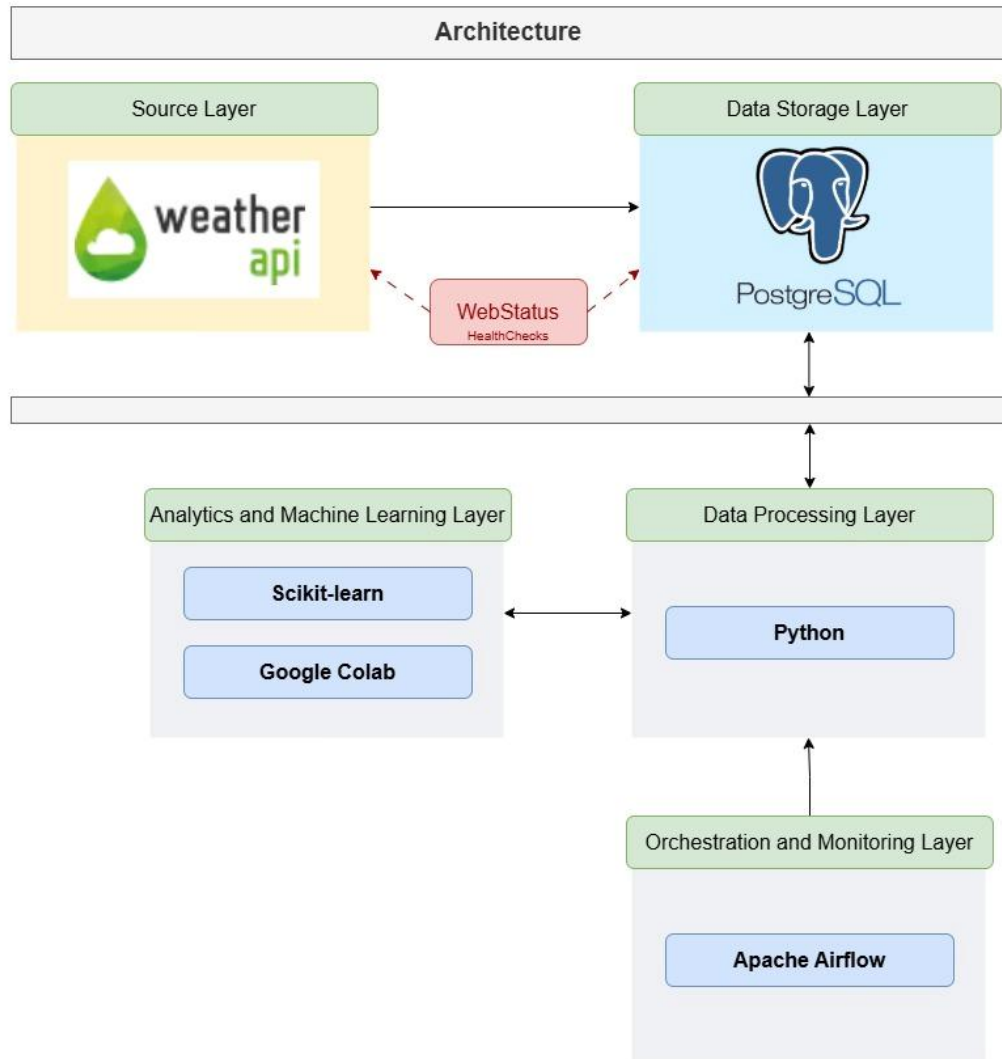 Architecture
Source Layer
Data Storage Layer
weather
api
PostgreSQL
WebStatus
HealthChecks
Analytics and Machine Learning Layer
Data Processing Layer
Scikit-learn
Google Colab
Python
Orchestration and Monitoring Layer
Apache Airflow